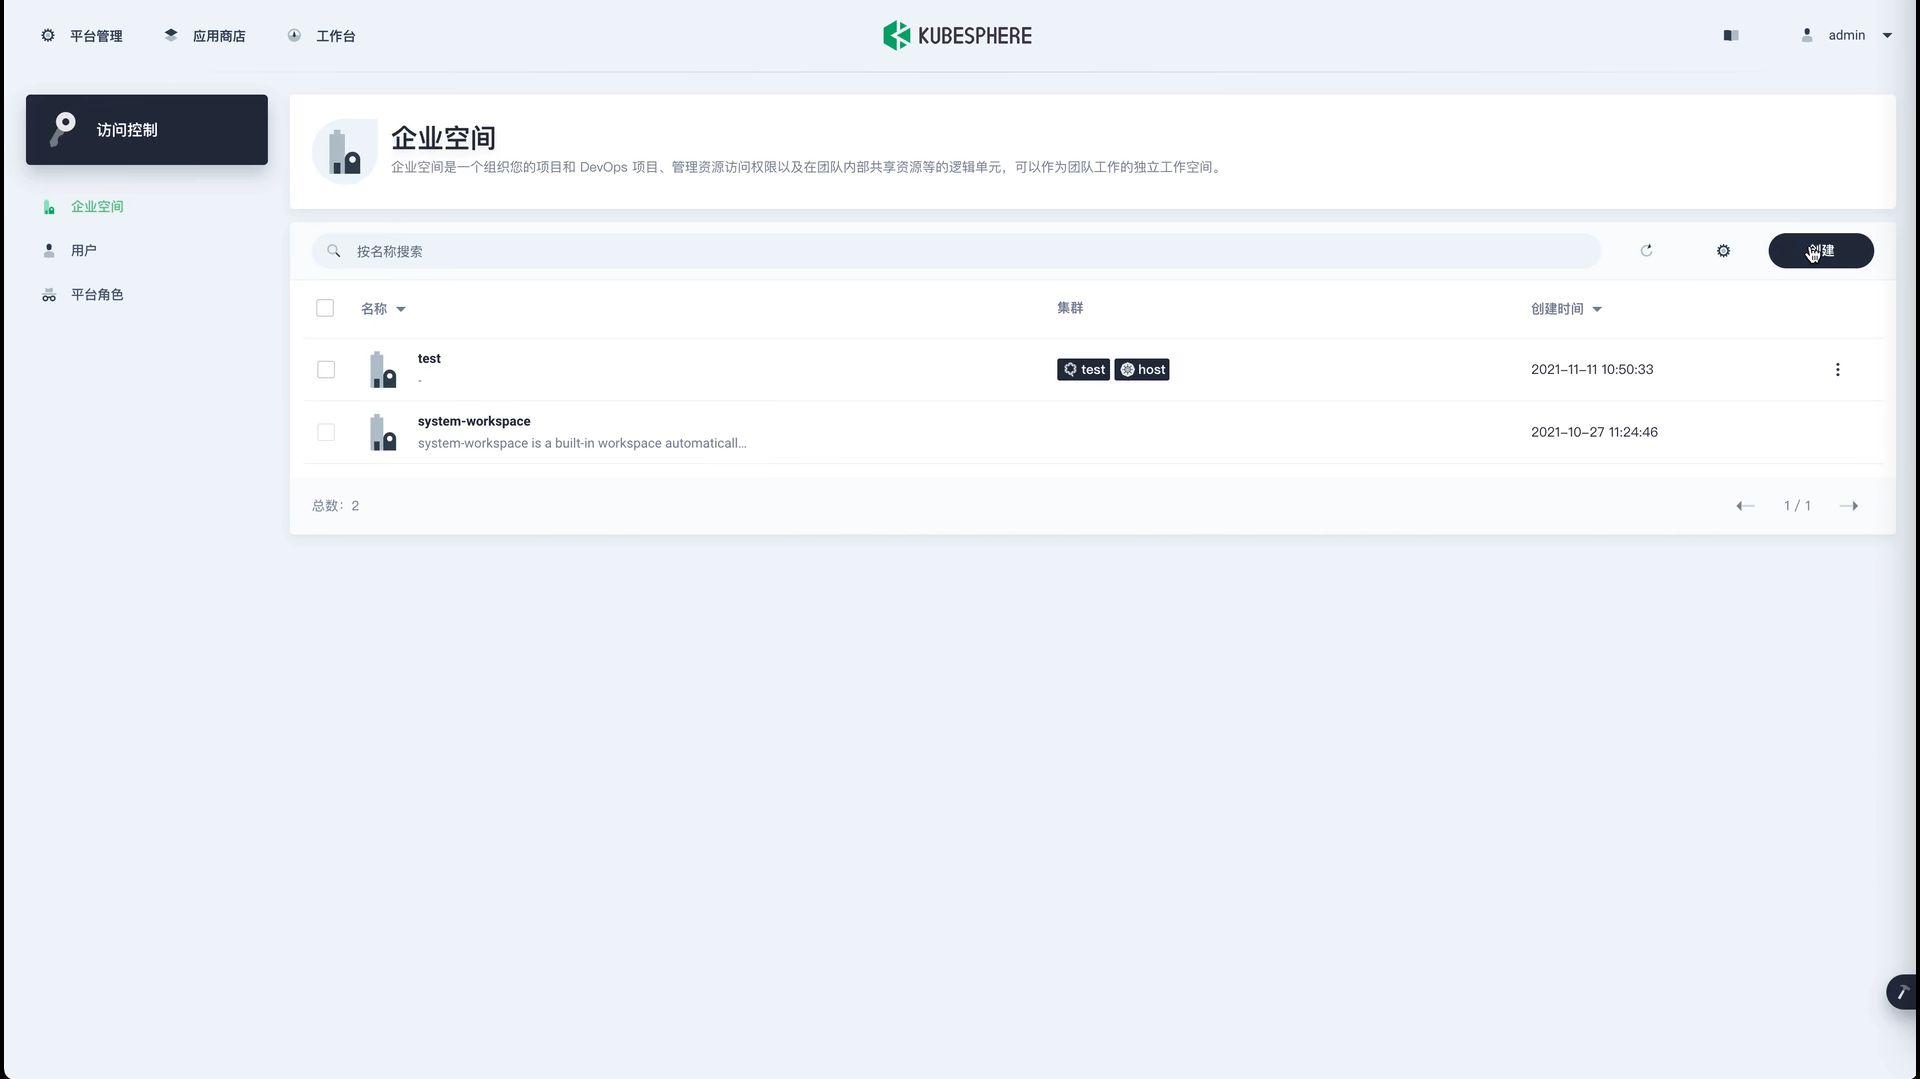 平台管理
应用商店
工作台
KUBESPHERE
admin
访问控制
企业空间
用户
平台角色
企业空间
企业空间是一个组织您的项目和 DevOps 项目、管理资源访问权限以及在团队内部共享资源等的逻辑单元，可以作为团队工作的独立工作空间。
按名称搜索
创建
名称
集群
创建时间
test
-
test
host
2021-11-11 10:50:33
system-workspace
system-workspace is a built-in workspace automaticall...
2021-10-27 11:24:46
总数：2
1 / 1